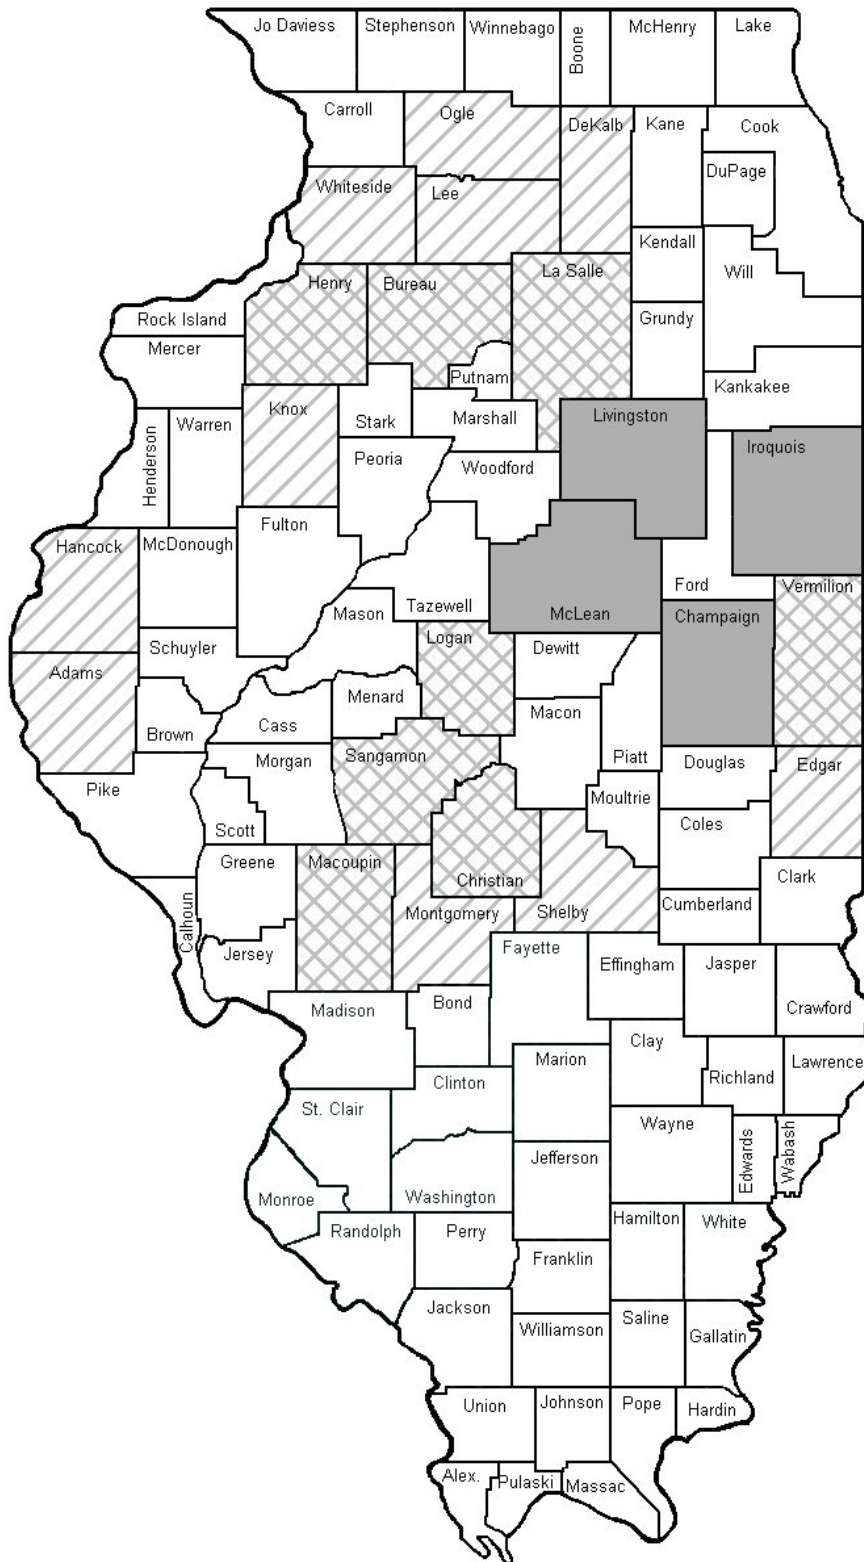 Jo Daviess
Stephenson
Winnebago
Boone
McHenry
Lake
Carroll
Ogle
DeKalb
Kane
Cook
DuPage
Whiteside
Lee
Kendall
Will
Henry
Bureau
La Salle
Rock Island
Grundy
Mercer
Putnam
Kankakee
Knox
Stark
Marshall
Livingston
Henderson
Warren
Peoria
Woodford
Iroquois
Hancock
McDonough
Fulton
Mason
Tazewell
McLean
Ford
Vermilion
Champaign
Schuyler
Logan
Dewitt
Adams
Menard
Brown
Cass
Macon
Piatt
Morgan
Sangamon
Douglas
Edgar
Pike
Moultrie
Scott
Coles
Greene
Macoupin
Christian
Clark
Calhoun
Montgomery
Shelby
Cumberland
Jersey
Fayette
Effingham
Jasper
Madison
Bond
Crawford
Clay
Marion
Lawrence
Clinton
Richland
St. Clair
Wayne
Edwards
Wabash
Jefferson
Monroe
Washington
Randolph
Perry
Hamilton
White
Franklin
Jackson
Williamson
Saline
Gallatin
Union
Johnson
Pope
Hardin
Alex.
Pulaski
Massac